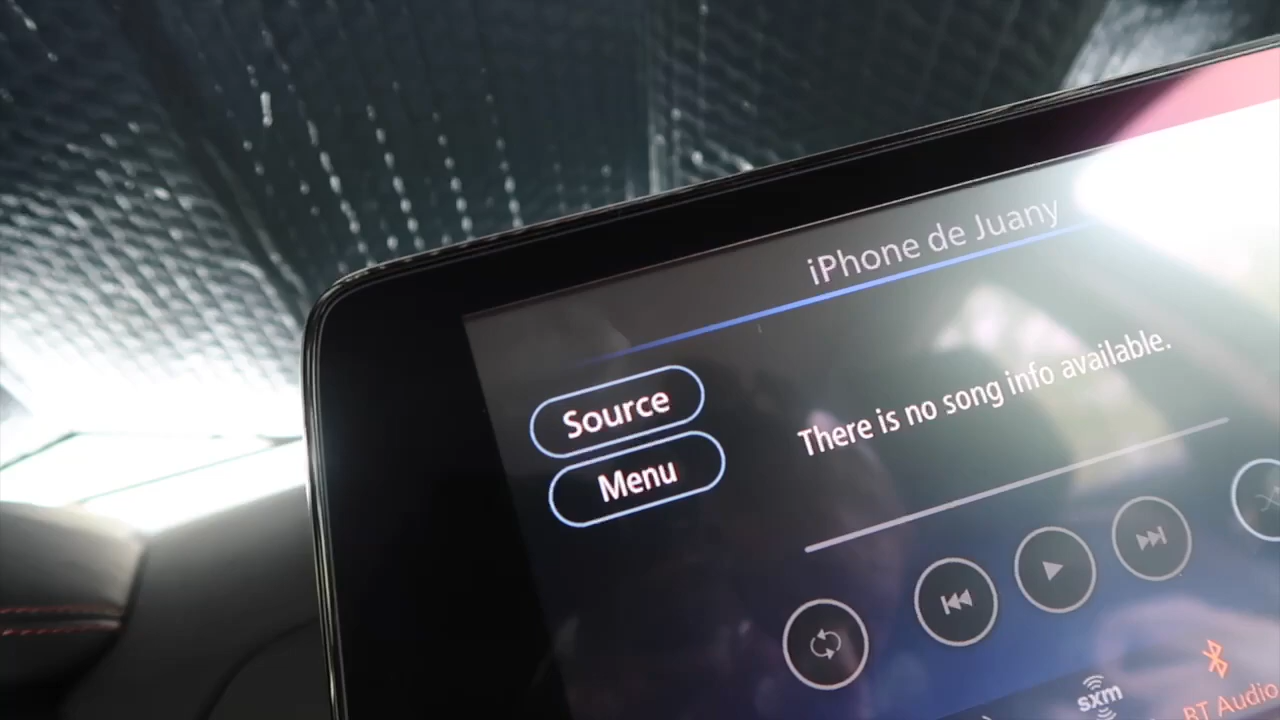 iPhone de Juany
Source
There is no song info available.
Menu
sxm
BT Audio